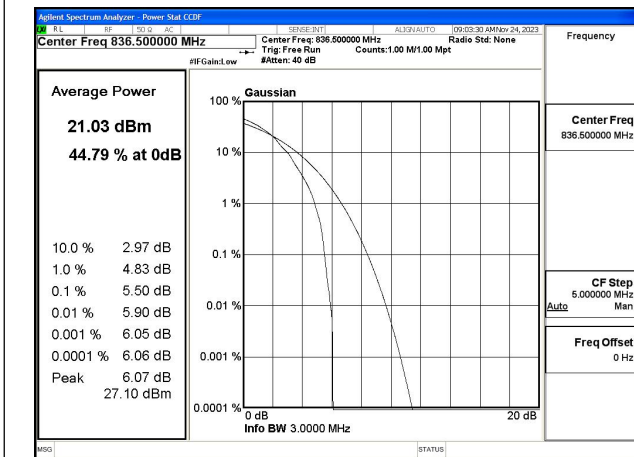 Agilent Spectrum Analyzer - Power Stat CCDF
RL RF 50 Ω AC SENSE:INT ALIGN AUTO 09:03:30 AM Nov 24, 2023
Center Freq 836.500000 MHz
Center Freq: 836.500000 MHz Radio Std: None
Trig: Free Run Counts:1.00 M/1.00 Mpt
#IFGain:Low #Atten: 40 dB
Frequency
Average Power
21.03 dBm
44.79 % at 0dB
10.0 % 2.97 dB
1.0 % 4.83 dB
0.1 % 5.50 dB
0.01 % 5.90 dB
0.001 % 6.05 dB
0.0001 % 6.06 dB
Peak 6.07 dB
27.10 dBm
Gaussian
100 %
10 %
1 %
0.1 %
0.01 %
0.001 %
0.0001 %
0 dB 20 dB
Info BW 3.0000 MHz
Center Freq
836.500000 MHz
CF Step
5.000000 MHz
Auto Man
Freq Offset
0 Hz
MSG STATUS